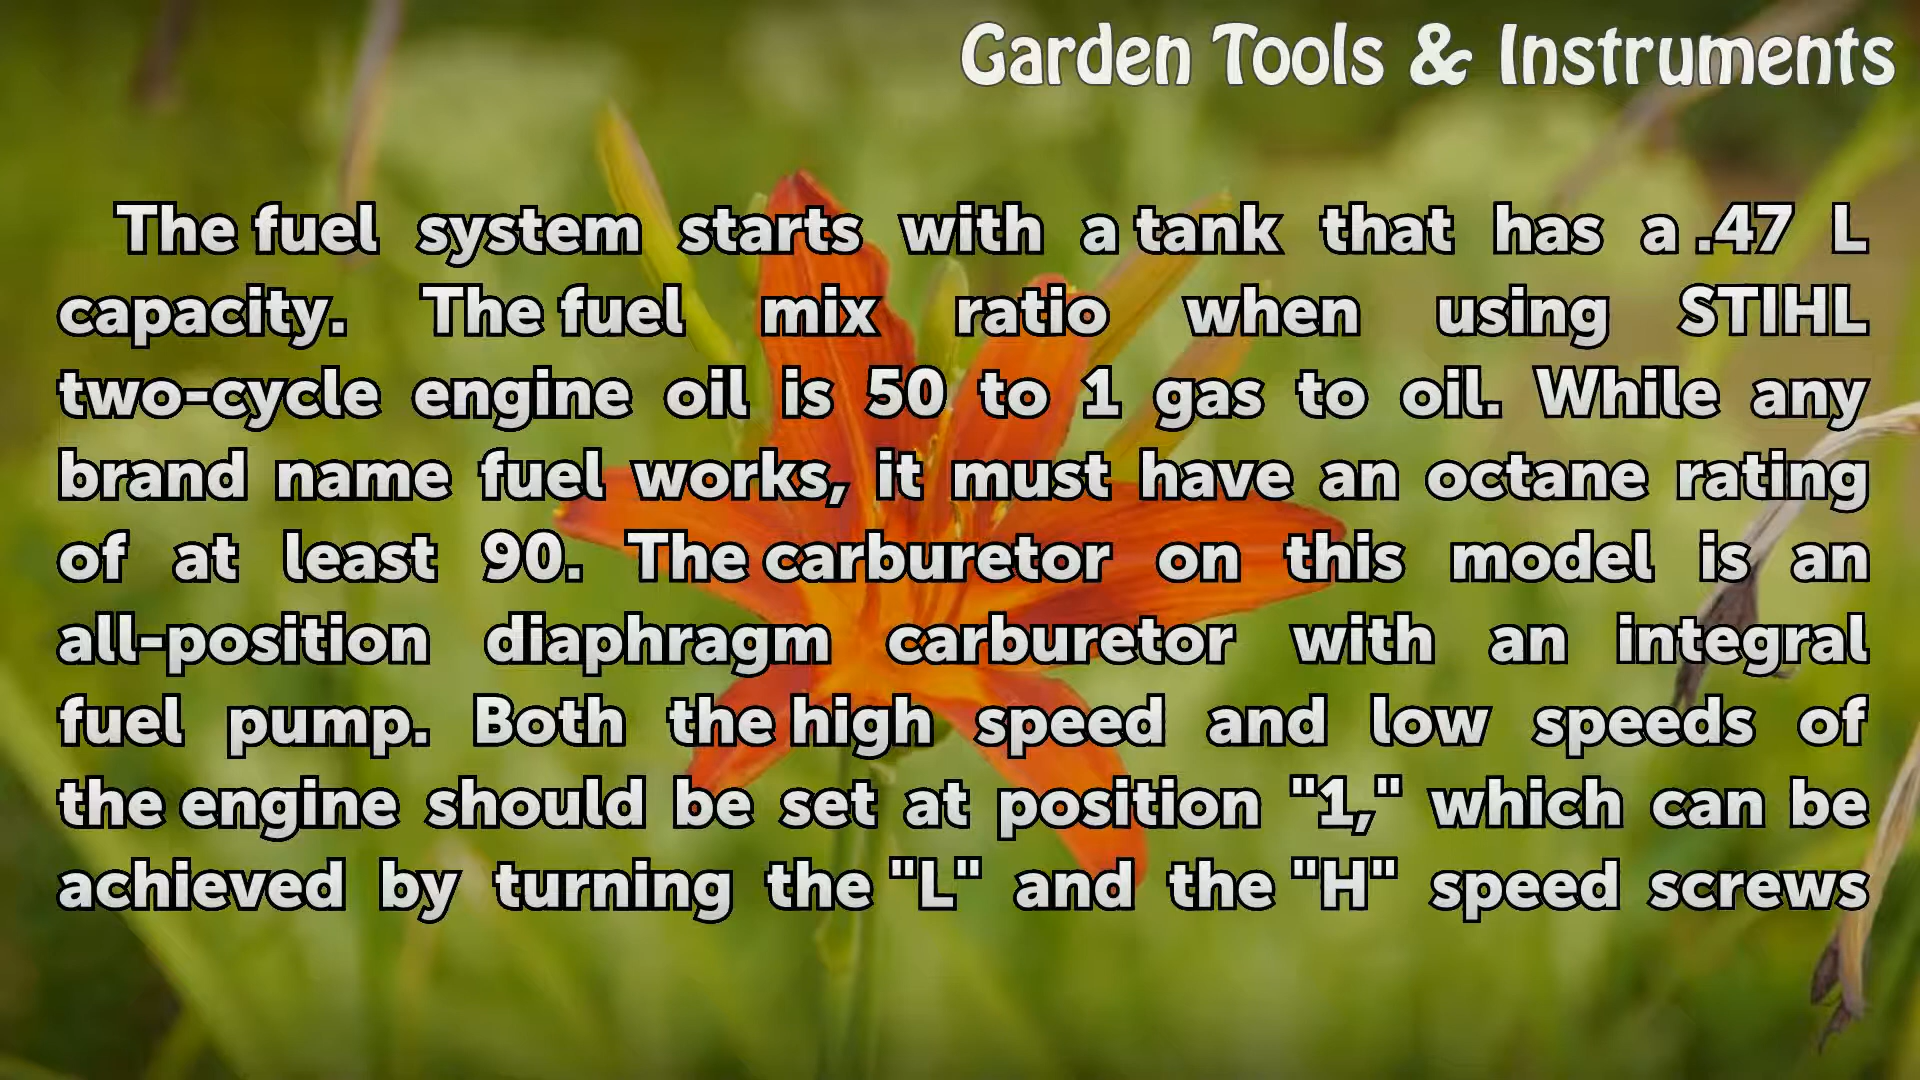 Garden Tools & Instruments
The fuel system starts with a tank that has a .47 L
capacity. The fuel mix ratio when using STIHL
two-cycle engine oil is 50 to 1 gas to oil. While any
brand name fuel works, it must have an octane rating
of at least 90. The carburetor on this model is an
all-position diaphragm carburetor with an integral
fuel pump. Both the high speed and low speeds of
the engine should be set at position "1," which can be
achieved by turning the "L" and the "H" speed screws